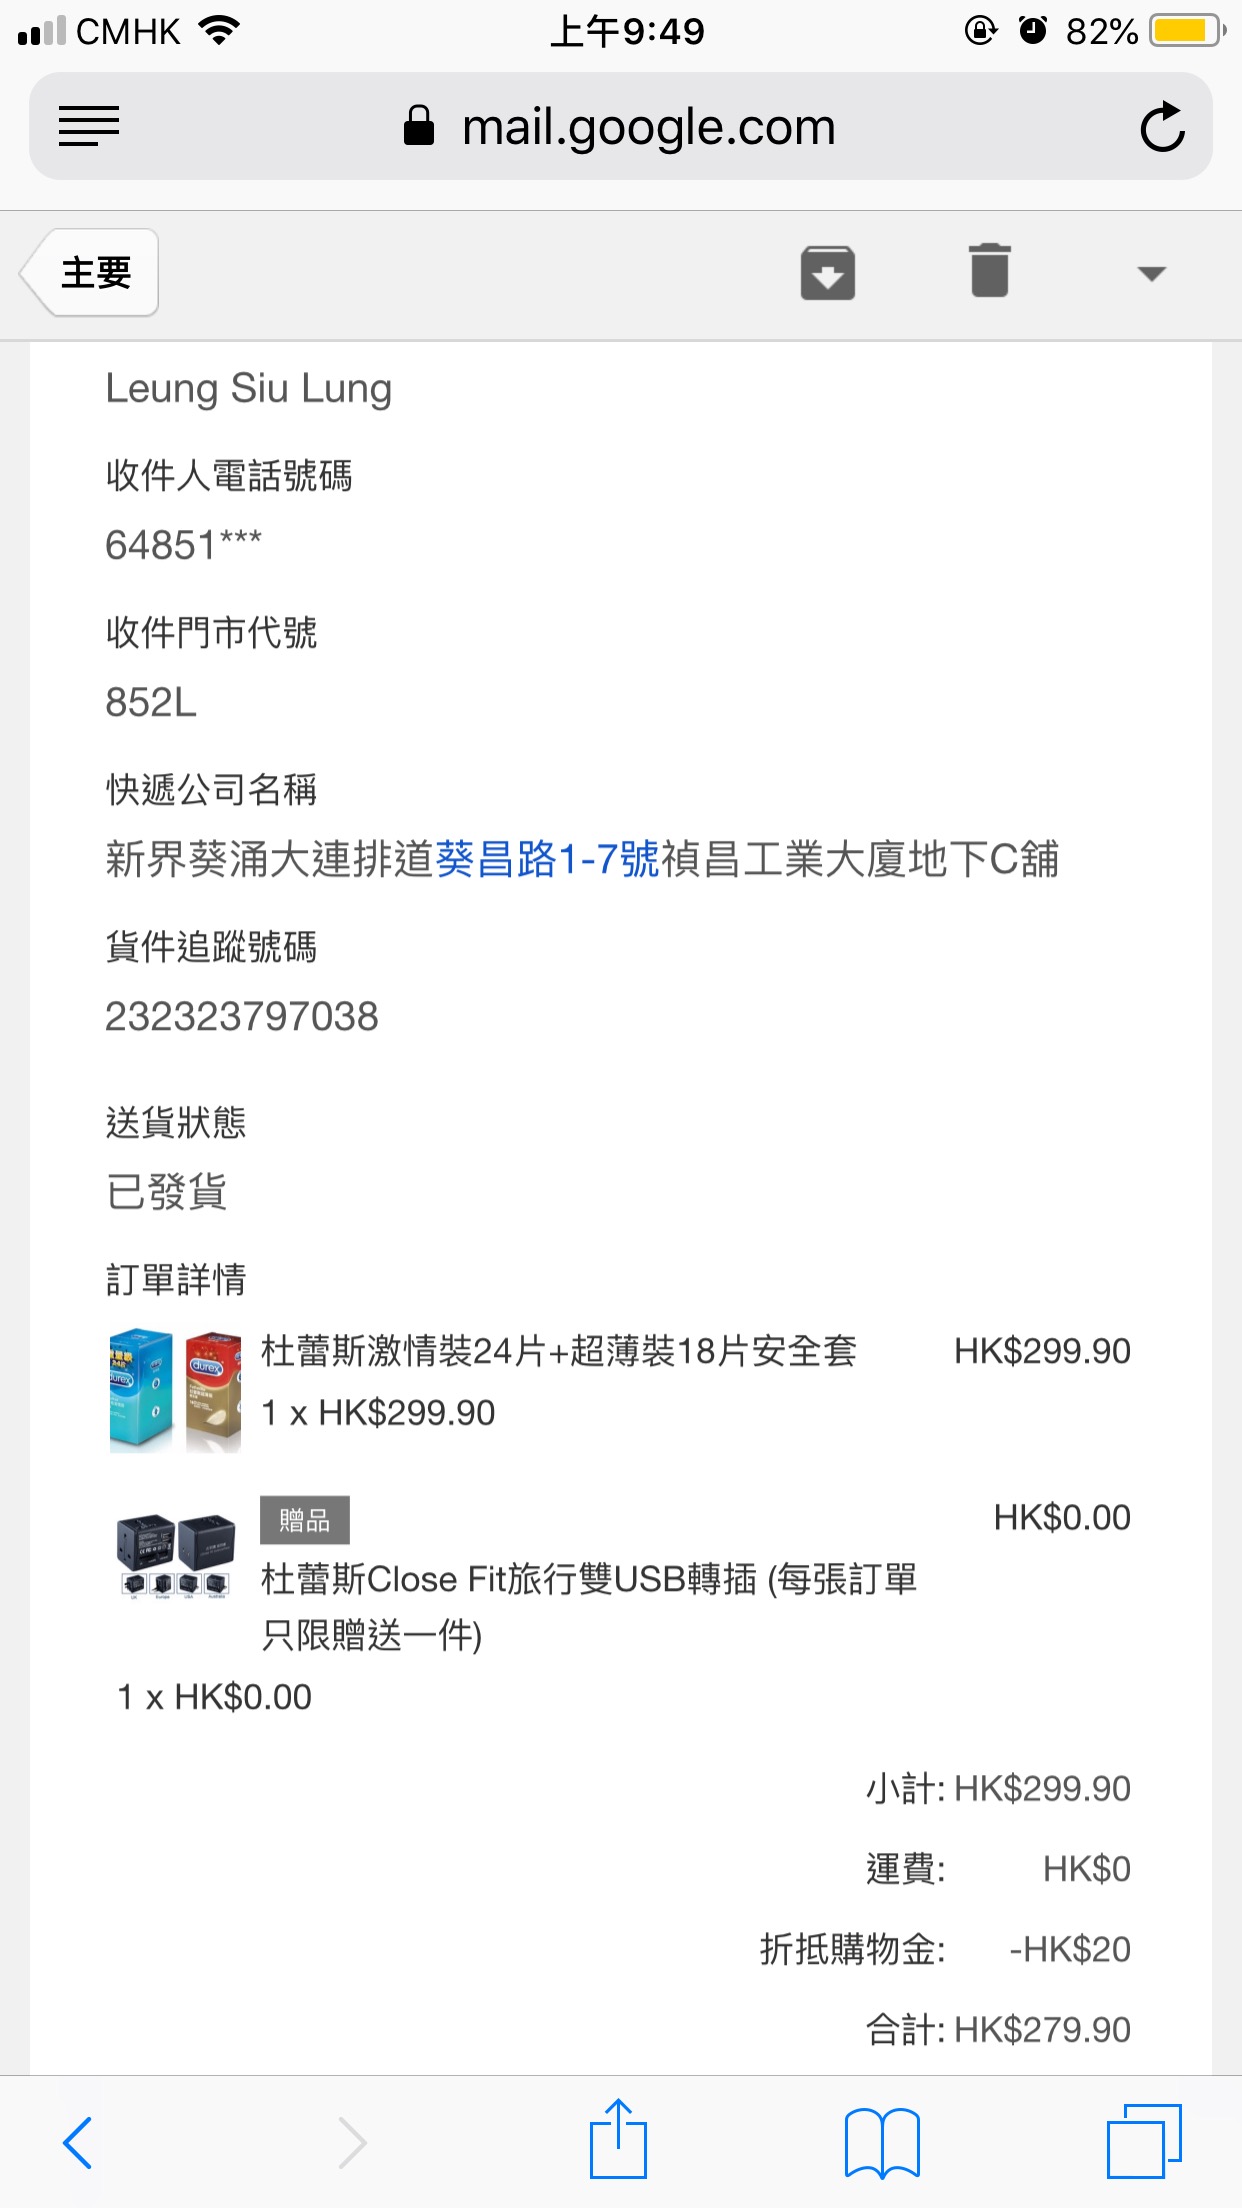 CMHK 上午9:49 82%
mail.google.com
主要
Leung Siu Lung
收件人電話號碼
64851***
收件門市代號
852L
快遞公司名稱
新界葵涌大連排道葵昌路1-7號禎昌工業大廈地下C舖
貨件追蹤號碼
232323797038
送貨狀態
已發貨
訂單詳情
durex
杜蕾斯激情裝24片+超薄裝18片安全套 HK$299.90
1 x HK$299.90
贈品 HK$0.00
杜蕾斯Close Fit旅行雙USB轉插 (每張訂單
只限贈送一件)
1 x HK$0.00
小計: HK$299.90
運費: HK$0
折抵購物金: -HK$20
合計: HK$279.90